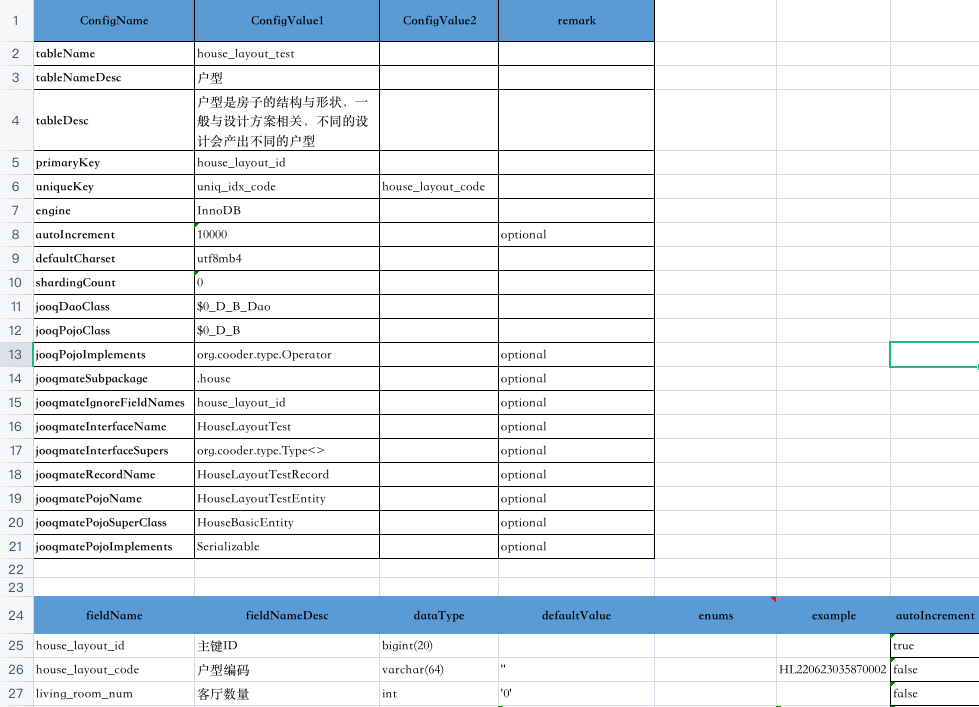 1 ConfigName ConfigValue1 ConfigValue2 remark
2 tableName house_layout_test
3 tableNameDesc 户型
4 tableDesc 户型是房子的结构与形状，一
般与设计方案相关，不同的设
计会产出不同的户型
5 primaryKey house_layout_id
6 uniqueKey uniq_idx_code house_layout_code
7 engine InnoDB
8 autoIncrement 10000 optional
9 defaultCharset utf8mb4
10 shardingCount 0
11 jooqDaoClass $0_D_B_Dao
12 jooqPojoClass $0_D_B
13 jooqPojoImplements org.cooder.type.Operator optional
14 jooqmateSubpackage .house optional
15 jooqmateIgnoreFieldNames house_layout_id optional
16 jooqmateInterfaceName HouseLayoutTest optional
17 jooqmateInterfaceSupers org.cooder.type.Type<> optional
18 jooqmateRecordName HouseLayoutTestRecord optional
19 jooqmatePojoName HouseLayoutTestEntity optional
20 jooqmatePojoSuperClass HouseBasicEntity optional
21 jooqmatePojoImplements Serializable optional
22
23
24 fieldName fieldNameDesc dataType defaultValue enums example autoIncrement
25 house_layout_id 主键ID bigint(20) true
26 house_layout_code 户型编码 varchar(64) '' HL220623035870002 false
27 living_room_num 客厅数量 int '0' false